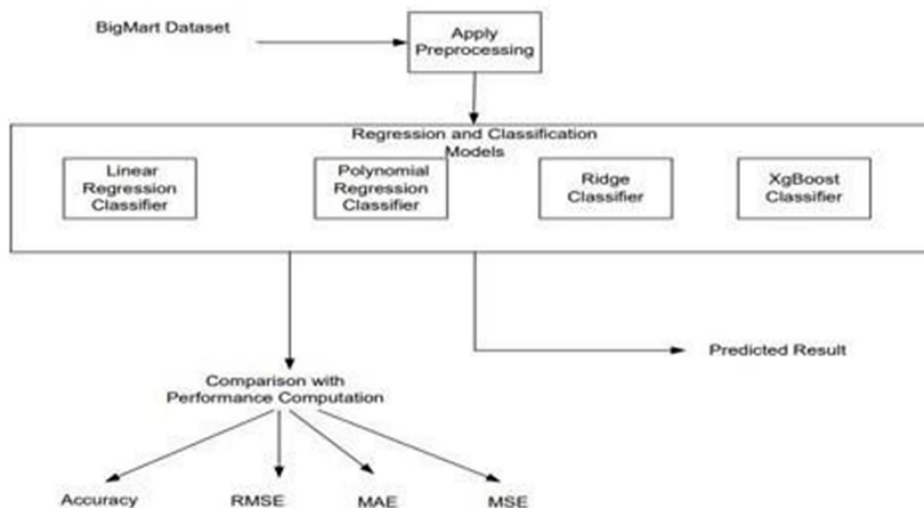 BigMart Dataset
Apply
Preprocessing
Regression and Classification
Models
Linear
Regression
Classifier
Polynomial
Regression
Classifier
Ridge
Classifier
XgBoost
Classifier
Predicted Result
Comparison with
Performance Computation
Accuracy
RMSE
MAE
MSE